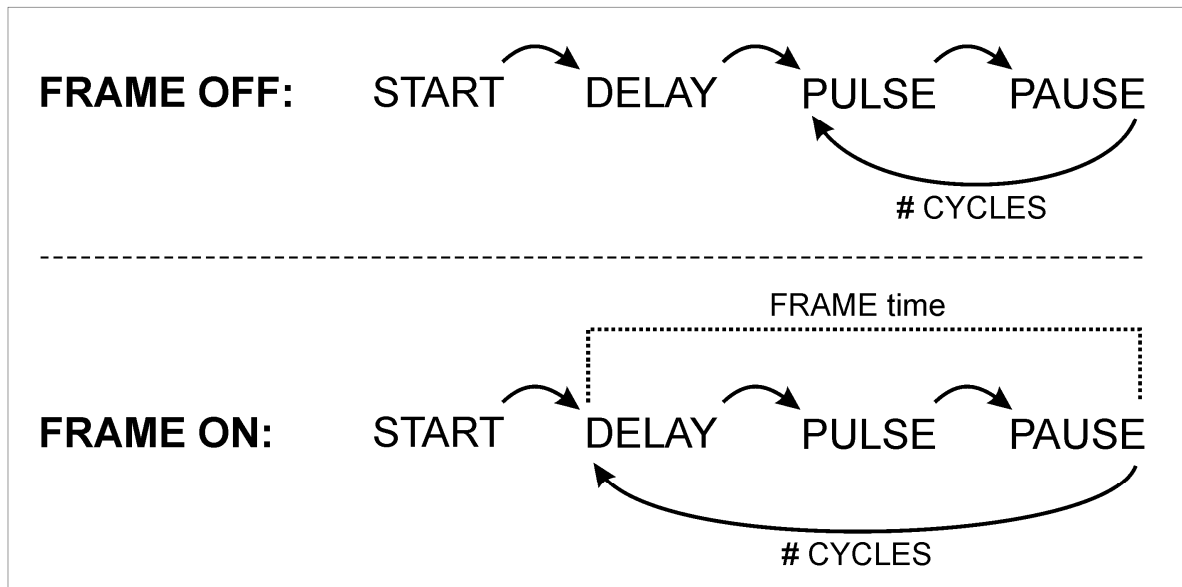 FRAME OFF: START DELAY PULSE PAUSE
# CYCLES
FRAME time
FRAME ON: START DELAY PULSE PAUSE
# CYCLES